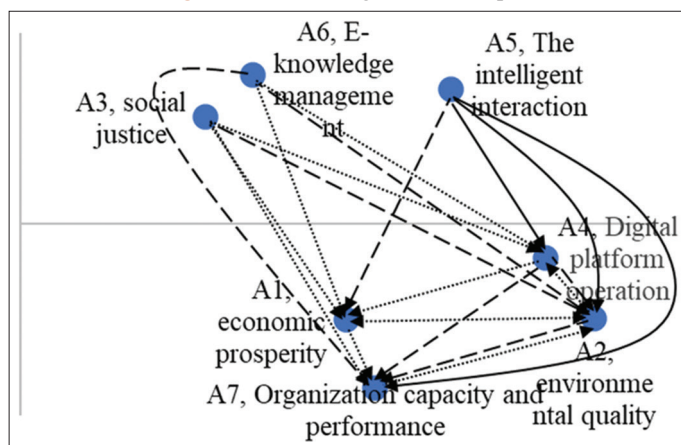 A6, E-
knowledge
manageme
nt
A5, The
intelligent
interaction
A3, social
justice
A4, Digital
platform
operation
A1,
economic
prosperity
A2,
environme
ntal quality
A7, Organization capacity and
performance